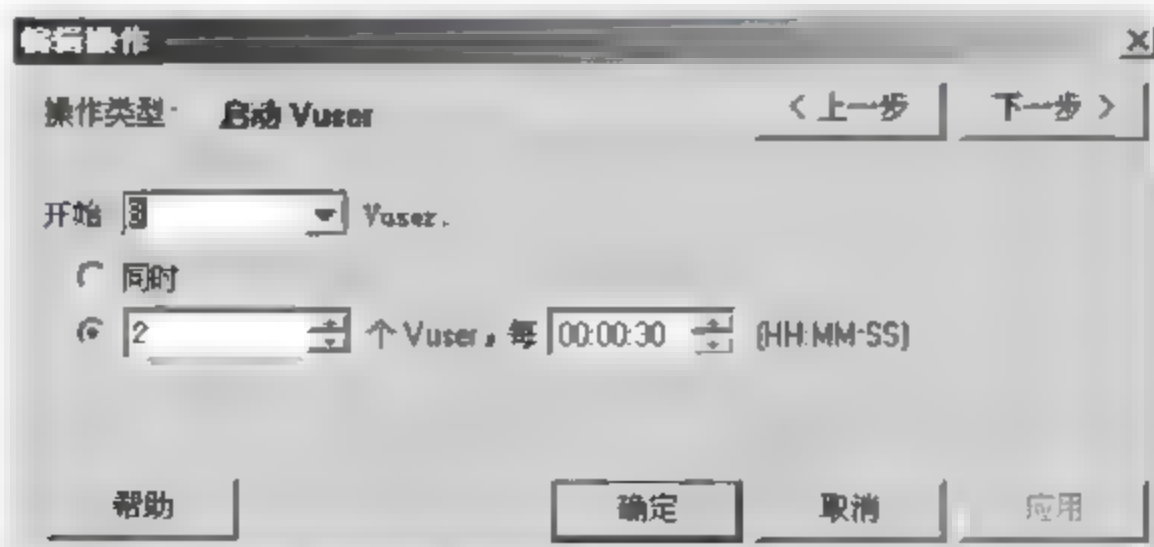 编辑操作
操作类型: 启动 Vuser
< 上一步
下一步 >
开始 3 Vuser.
同时
2 个 Vuser,每 00:00:30 (HH:MM:SS)
帮助
确定
取消
应用